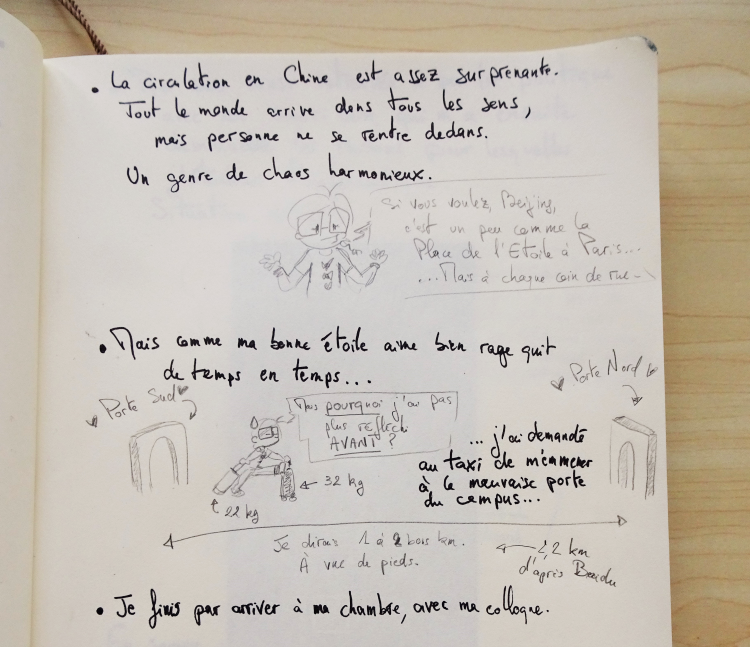 • La circulation en Chine est assez surprenante.
Tout le monde arrive dans tous les sens,
mais personne ne se rentre dedans.
Un genre de chaos harmonieux.
Si vous voulez, Beijing,
c'est un peu comme la
Place de l'Etoile à Paris...
...Mais à chaque coin de rue.
• Mais comme ma bonne étoile aime bien rage quit
de temps en temps...
Porte Sud
Porte Nord
Mais pourquoi j'ai pas
plus réfléchi
AVANT ?
... j'ai demandé
au taxi de m'emmener
à la mauvaise porte
du campus...
32 kg
22 kg
Je dirais 1 à 2 bons km.
À vue de pieds.
2,2 km
d'après Baidu
• Je finis par arriver à ma chambre, avec ma colloque.